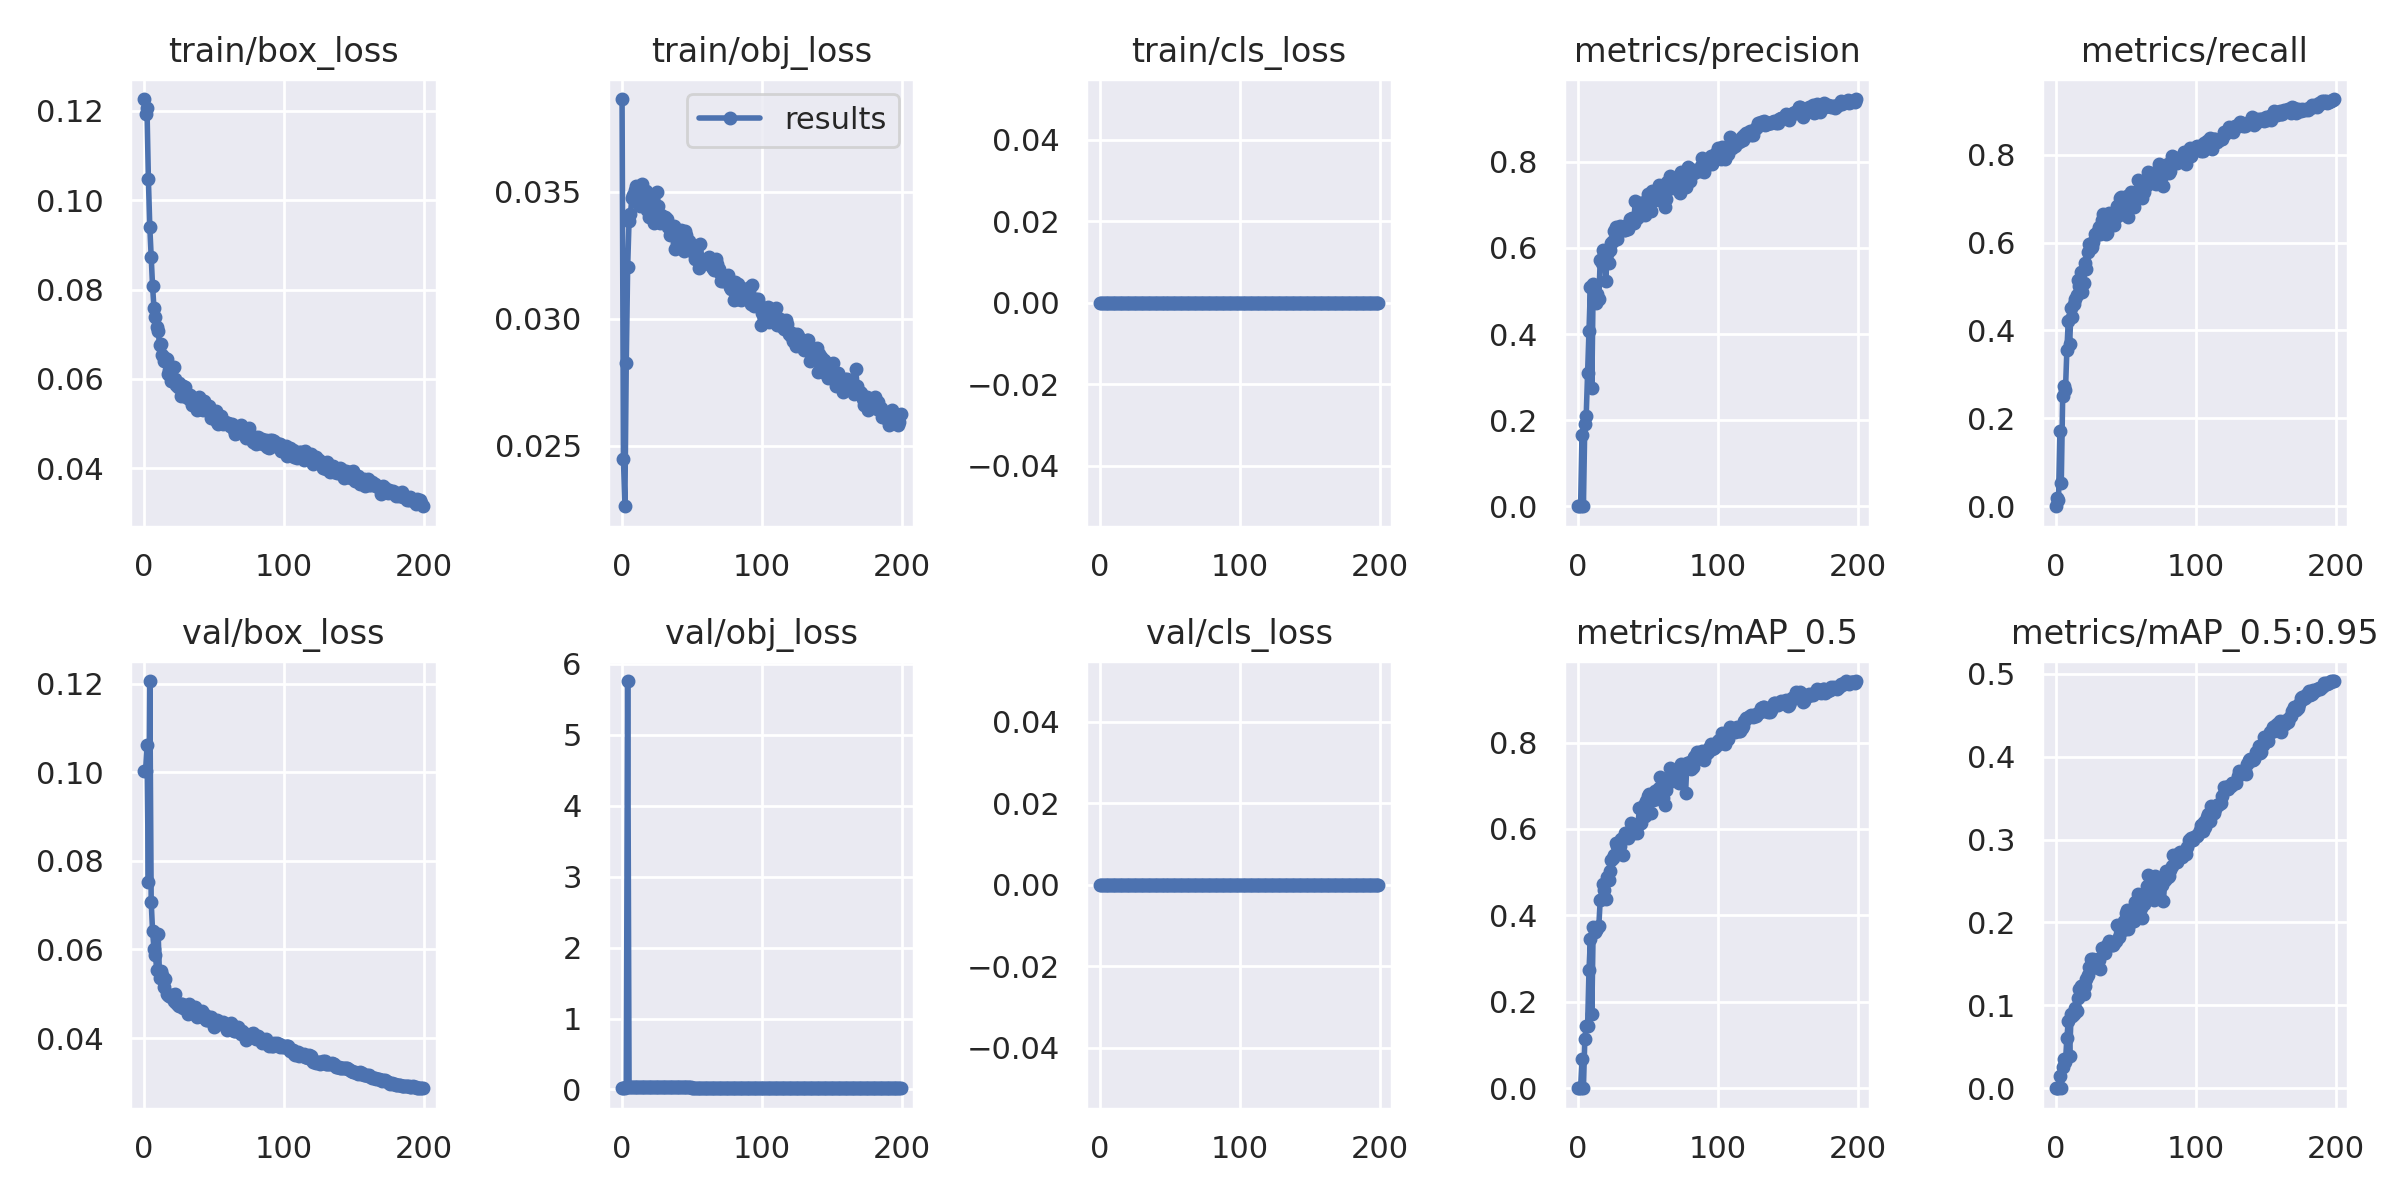 train/box_loss
0.12
0.10
0.08
0.06
0.04
0 100 200
train/obj_loss
results
0.035
0.030
0.025
0 100 200
train/cls_loss
0.04
0.02
0.00
−0.02
−0.04
0 100 200
metrics/precision
0.8
0.6
0.4
0.2
0.0
0 100 200
metrics/recall
0.8
0.6
0.4
0.2
0.0
0 100 200
val/box_loss
0.12
0.10
0.08
0.06
0.04
0 100 200
val/obj_loss
6
5
4
3
2
1
0
0 100 200
val/cls_loss
0.04
0.02
0.00
−0.02
−0.04
0 100 200
metrics/mAP_0.5
0.8
0.6
0.4
0.2
0.0
0 100 200
metrics/mAP_0.5:0.95
0.5
0.4
0.3
0.2
0.1
0.0
0 100 200